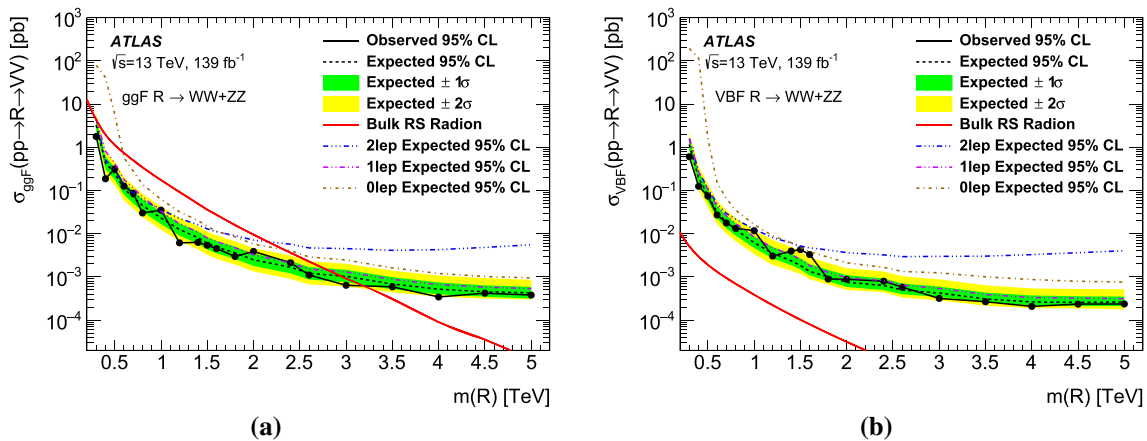 σggF(pp→R→VV) [pb]
10³
10²
10
1
10⁻¹
10⁻²
10⁻³
10⁻⁴
ATLAS
√s=13 TeV, 139 fb⁻¹
ggF R → WW+ZZ
Observed 95% CL
Expected 95% CL
Expected ± 1σ
Expected ± 2σ
Bulk RS Radion
2lep Expected 95% CL
1lep Expected 95% CL
0lep Expected 95% CL
0.5 1 1.5 2 2.5 3 3.5 4 4.5 5
m(R) [TeV]
(a)
σVBF(pp→R→VV) [pb]
10³
10²
10
1
10⁻¹
10⁻²
10⁻³
10⁻⁴
ATLAS
√s=13 TeV, 139 fb⁻¹
VBF R → WW+ZZ
Observed 95% CL
Expected 95% CL
Expected ± 1σ
Expected ± 2σ
Bulk RS Radion
2lep Expected 95% CL
1lep Expected 95% CL
0lep Expected 95% CL
0.5 1 1.5 2 2.5 3 3.5 4 4.5 5
m(R) [TeV]
(b)